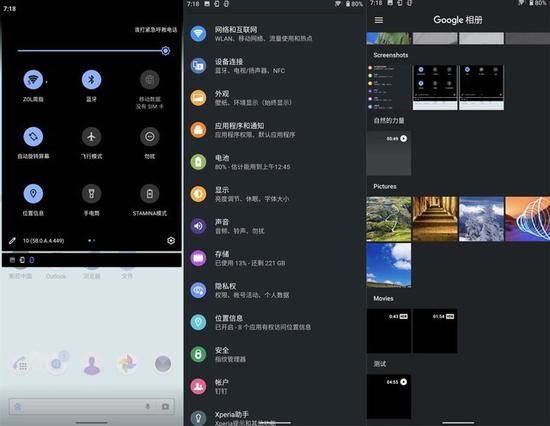 7:18
请打紧急呼救电话
ZOL周指
蓝牙
移动数据
没有 SIM 卡
自动旋转屏幕
飞行模式
勿扰
位置信息
手电筒
STAMINA模式
10 (58.0.A.4.449)
索尼中国
Outlook
浏览器
文件
7:18
80%
网络和互联网
WLAN、移动网络、流量使用和热点
设备连接
蓝牙、电视/扬声器、NFC
外观
壁纸、环境显示（始终显示）
应用程序和通知
应用程序权限、默认应用程序
电池
80% - 估计能用到上午12:45
显示
亮度调节、休眠、字体大小
声音
音频、铃声、勿扰
存储
已使用 13% - 还剩 221 GB
隐私权
权限、帐号活动、个人数据
位置信息
已开启 - 8 个应用有权访问位置信息
安全
指纹管理器
帐户
钉钉
Xperia助手
Xperia提示和其他功能
7:18
80%
Google 相册
Screenshots
自然的力量
00:49
Pictures
Movies
0:43
01:54
测试
04:55